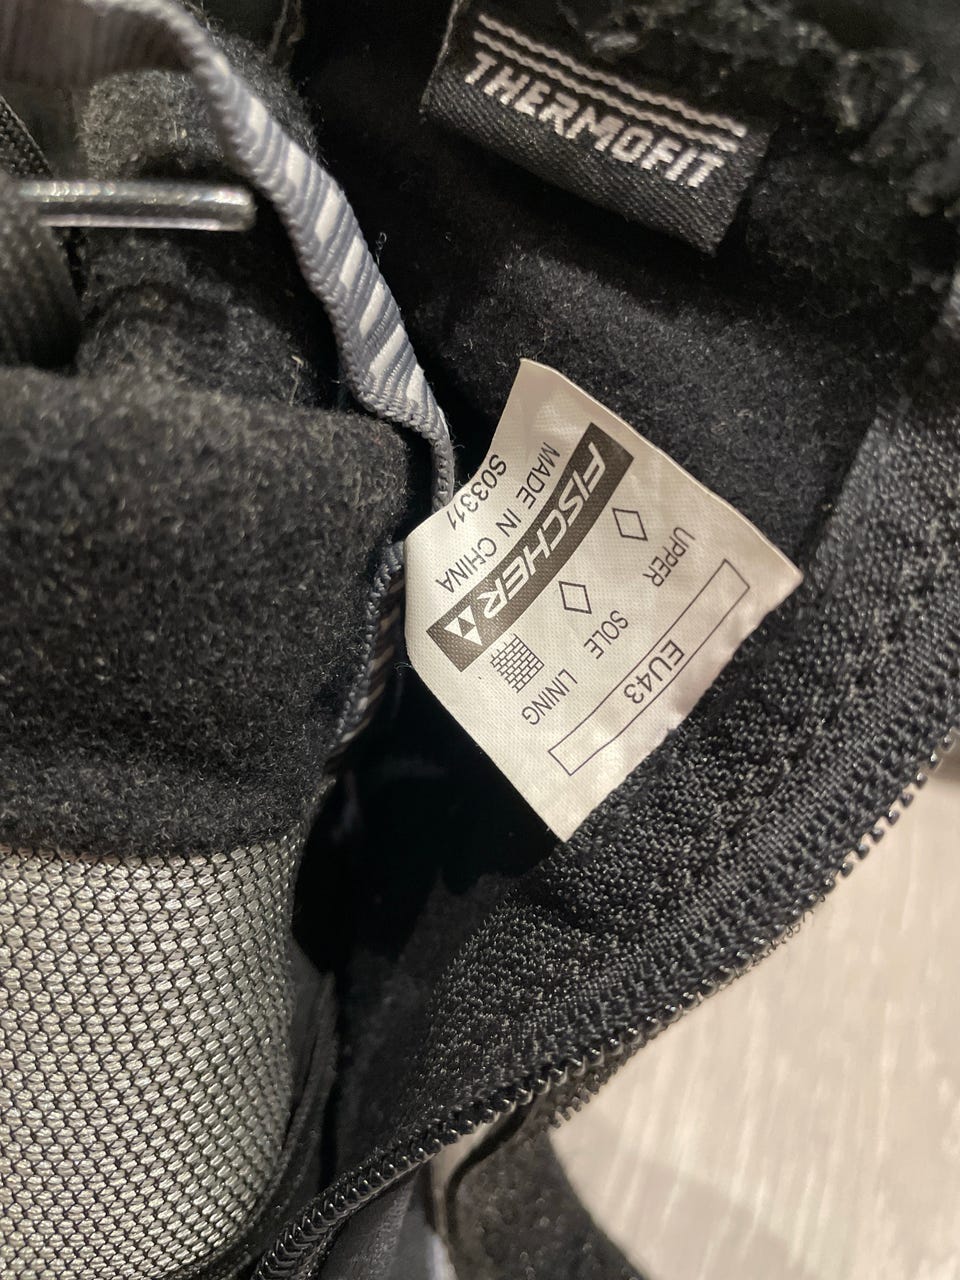 THERMOFIT
EU43
UPPER SOLE LINING
FISCHER
MADE IN CHINA
S03311